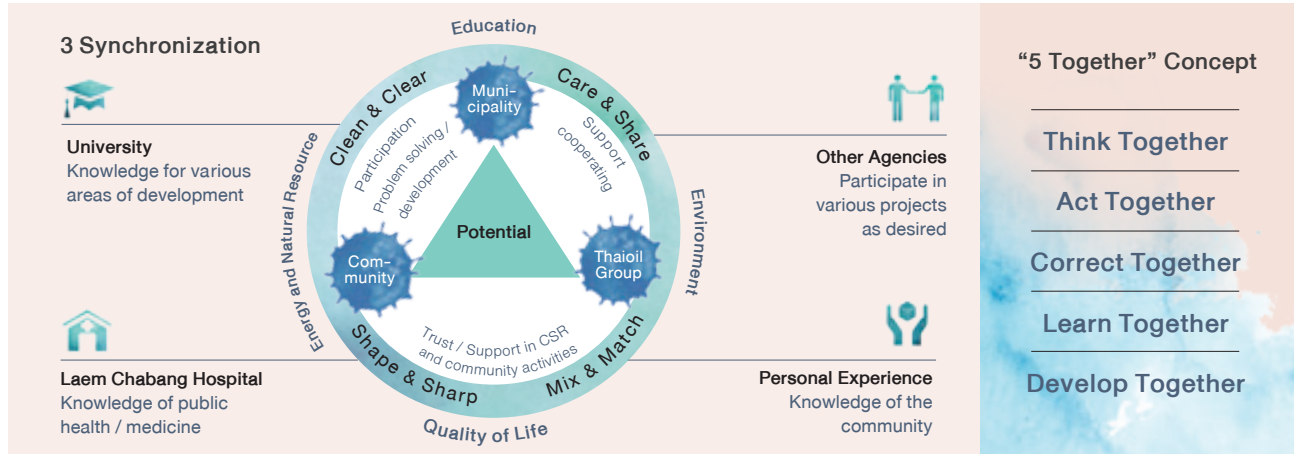 3 Synchronization
University
Knowledge for various
areas of development
Laem Chabang Hospital
Knowledge of public
health / medicine
Education
Environment
Quality of Life
Energy and Natural Resource
Clean & Clear
Care & Share
Mix & Match
Shape & Sharp
Muni-
cipality
Participation
Problem solving /
development
Support
cooperating
Potential
Com-
munity
Thaioil
Group
Trust / Support in CSR
and community activities
Other Agencies
Participate in
various projects
as desired
Personal Experience
Knowledge of the
community
“5 Together” Concept
Think Together
Act Together
Correct Together
Learn Together
Develop Together